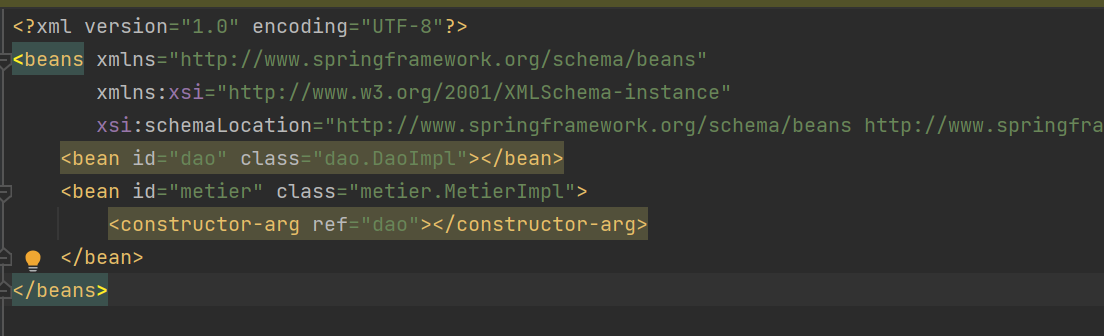 <?xml version="1.0" encoding="UTF-8"?>
<beans xmlns="http://www.springframework.org/schema/beans"
xmlns:xsi="http://www.w3.org/2001/XMLSchema-instance"
xsi:schemaLocation="http://www.springframework.org/schema/beans http://www.springfra
<bean id="dao" class="dao.DaoImpl"></bean>
<bean id="metier" class="metier.MetierImpl">
<constructor-arg ref="dao"></constructor-arg>
</bean>
</beans>